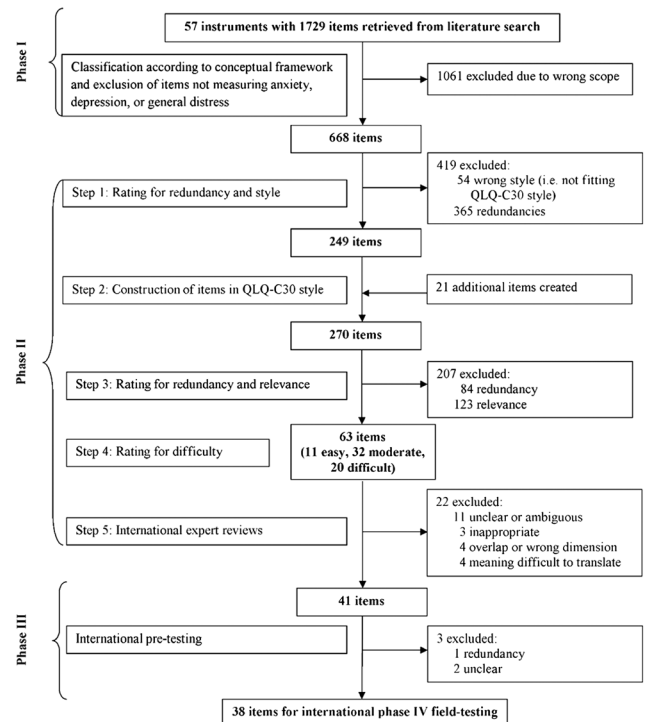 57 instruments with 1729 items retrieved from literature search
Phase I
Classification according to conceptual framework
and exclusion of items not measuring anxiety,
depression, or general distress
1061 excluded due to wrong scope
668 items
Phase II
Step 1: Rating for redundancy and style
419 excluded:
54 wrong style (i.e. not fitting
QLQ-C30 style)
365 redundancies
249 items
Step 2: Construction of items in QLQ-C30 style
21 additional items created
270 items
Step 3: Rating for redundancy and relevance
207 excluded:
84 redundancy
123 relevance
63 items
(11 easy, 32 moderate,
20 difficult)
Step 4: Rating for difficulty
Step 5: International expert reviews
22 excluded:
11 unclear or ambiguous
3 inappropriate
4 overlap or wrong dimension
4 meaning difficult to translate
41 items
Phase III
International pre-testing
3 excluded:
1 redundancy
2 unclear
38 items for international phase IV field-testing